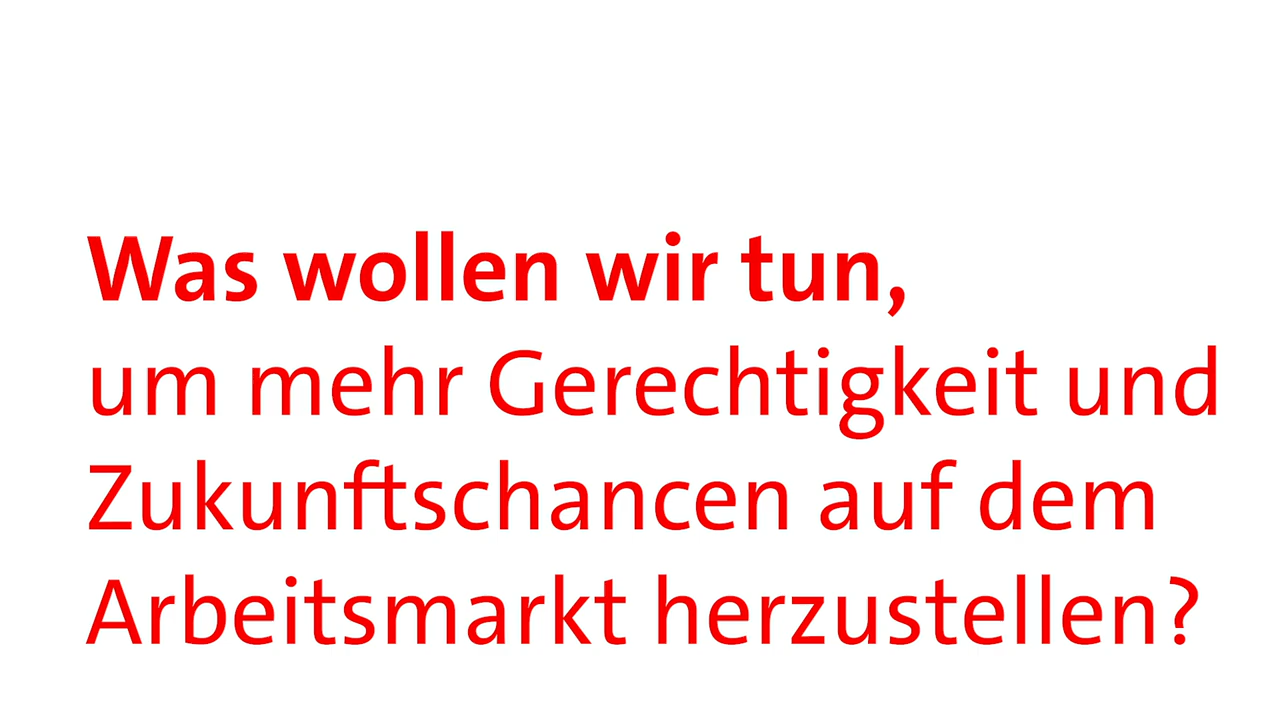 Was wollen wir tun,
um mehr Gerechtigkeit und
Zukunftschancen auf dem
Arbeitsmarkt herzustellen?